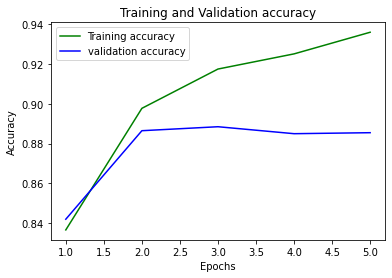 Training and Validation accuracy
Training accuracy
validation accuracy
Accuracy
0.94
0.92
0.90
0.88
0.86
0.84
1.0 1.5 2.0 2.5 3.0 3.5 4.0 4.5 5.0
Epochs